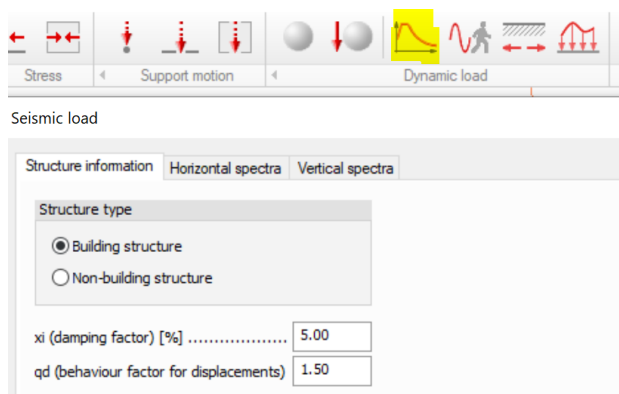 Stress Support motion Dynamic load
Seismic load
Structure information Horizontal spectra Vertical spectra
Structure type
Building structure
Non-building structure
xi (damping factor) [%] ................... 5.00
qd (behaviour factor for displacements) 1.50